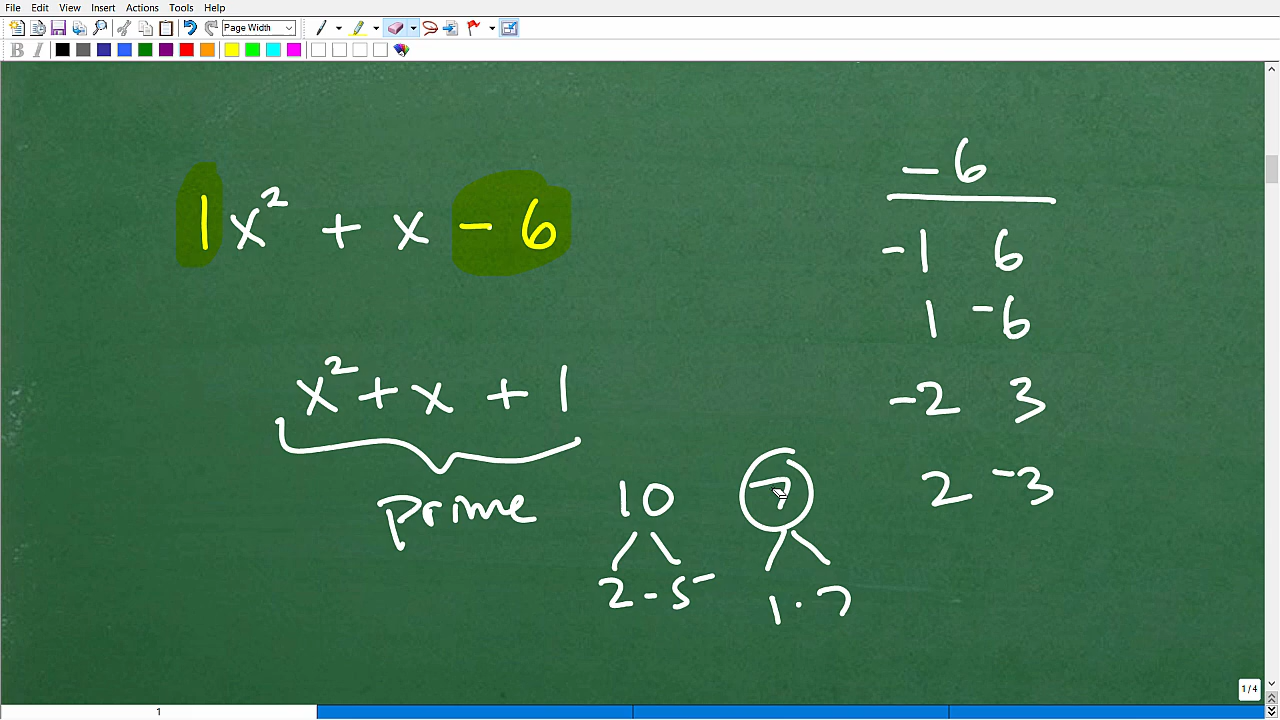 File Edit View Insert Actions Tools Help
Page Width
B I
1x² + x - 6
x² + x + 1
prime
10
2 - 5
7
1 · 7
- 6
-1 6
1 -6
-2 3
2 -3
1/4
1